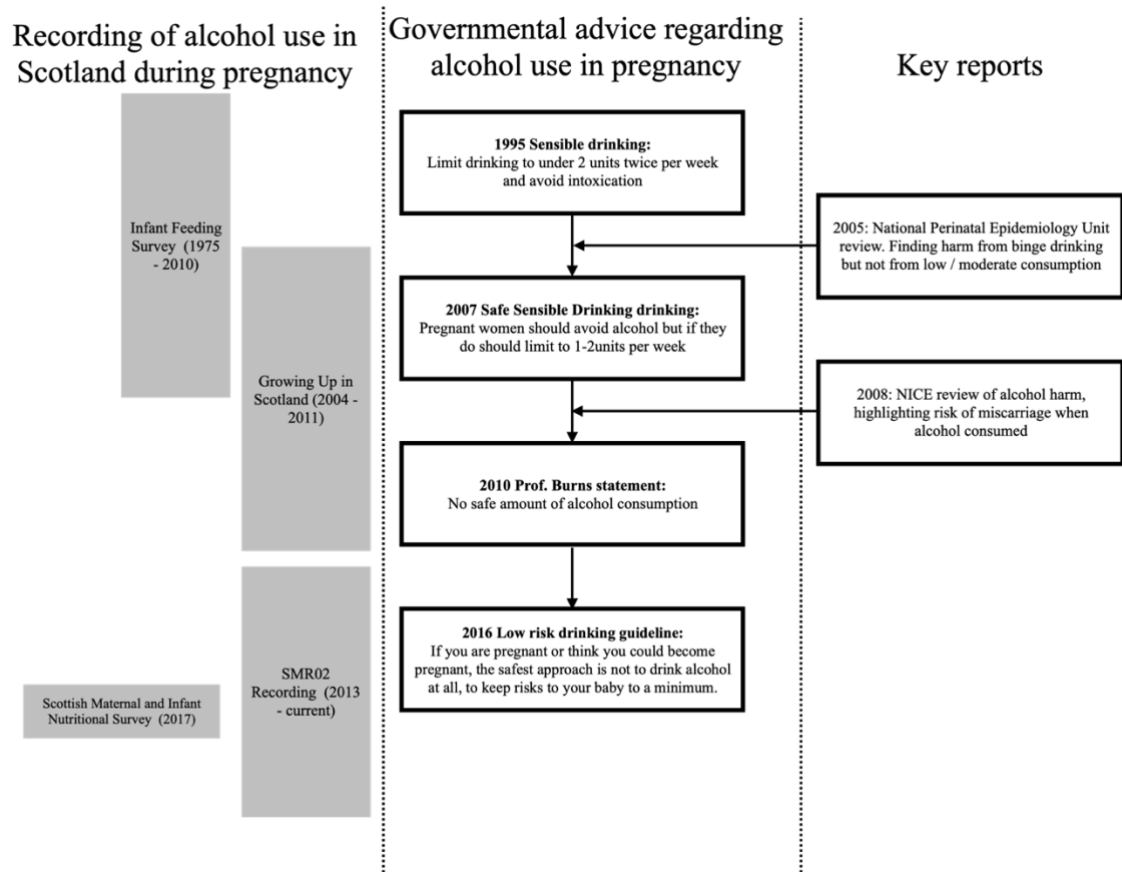 Recording of alcohol use in
Scotland during pregnancy
Infant Feeding
Survey (1975
- 2010)
Growing Up in
Scotland (2004 -
2011)
SMR02
Recording (2013
- current)
Scottish Maternal and Infant
Nutritional Survey (2017)
Governmental advice regarding
alcohol use in pregnancy
1995 Sensible drinking:
Limit drinking to under 2 units twice per week
and avoid intoxication
2007 Safe Sensible Drinking drinking:
Pregnant women should avoid alcohol but if they
do should limit to 1-2units per week
2010 Prof. Burns statement:
No safe amount of alcohol consumption
2016 Low risk drinking guideline:
If you are pregnant or think you could become
pregnant, the safest approach is not to drink alcohol
at all, to keep risks to your baby to a minimum.
Key reports
2005: National Perinatal Epidemiology Unit
review. Finding harm from binge drinking
but not from low / moderate consumption
2008: NICE review of alcohol harm,
highlighting risk of miscarriage when
alcohol consumed